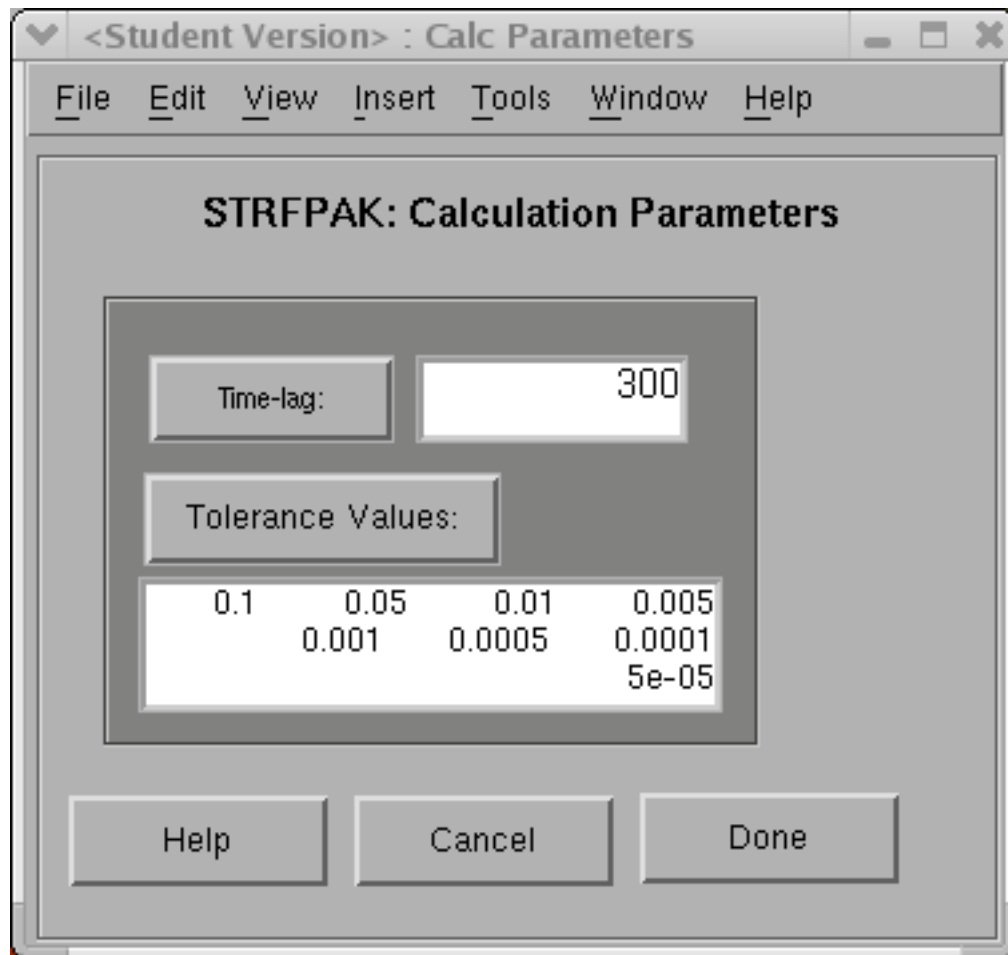 <Student Version> : Calc Parameters
File Edit View Insert Tools Window Help
STRFPAK: Calculation Parameters
Time-lag: 300
Tolerance Values:
0.1 0.05 0.01 0.005
0.001 0.0005 0.0001
5e-05
Help Cancel Done